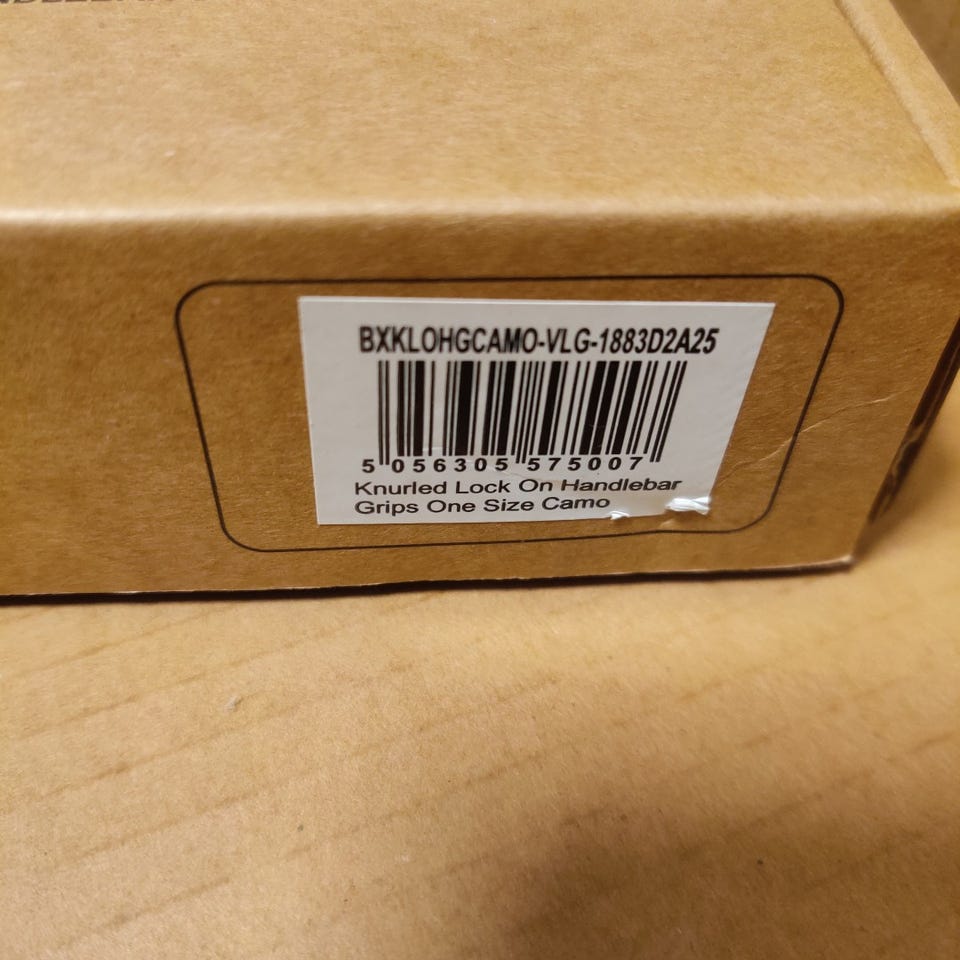 BXKLOHGCAMO-VLG-1883D2A25
5 056305 575007
Knurled Lock On Handlebar
Grips One Size Camo